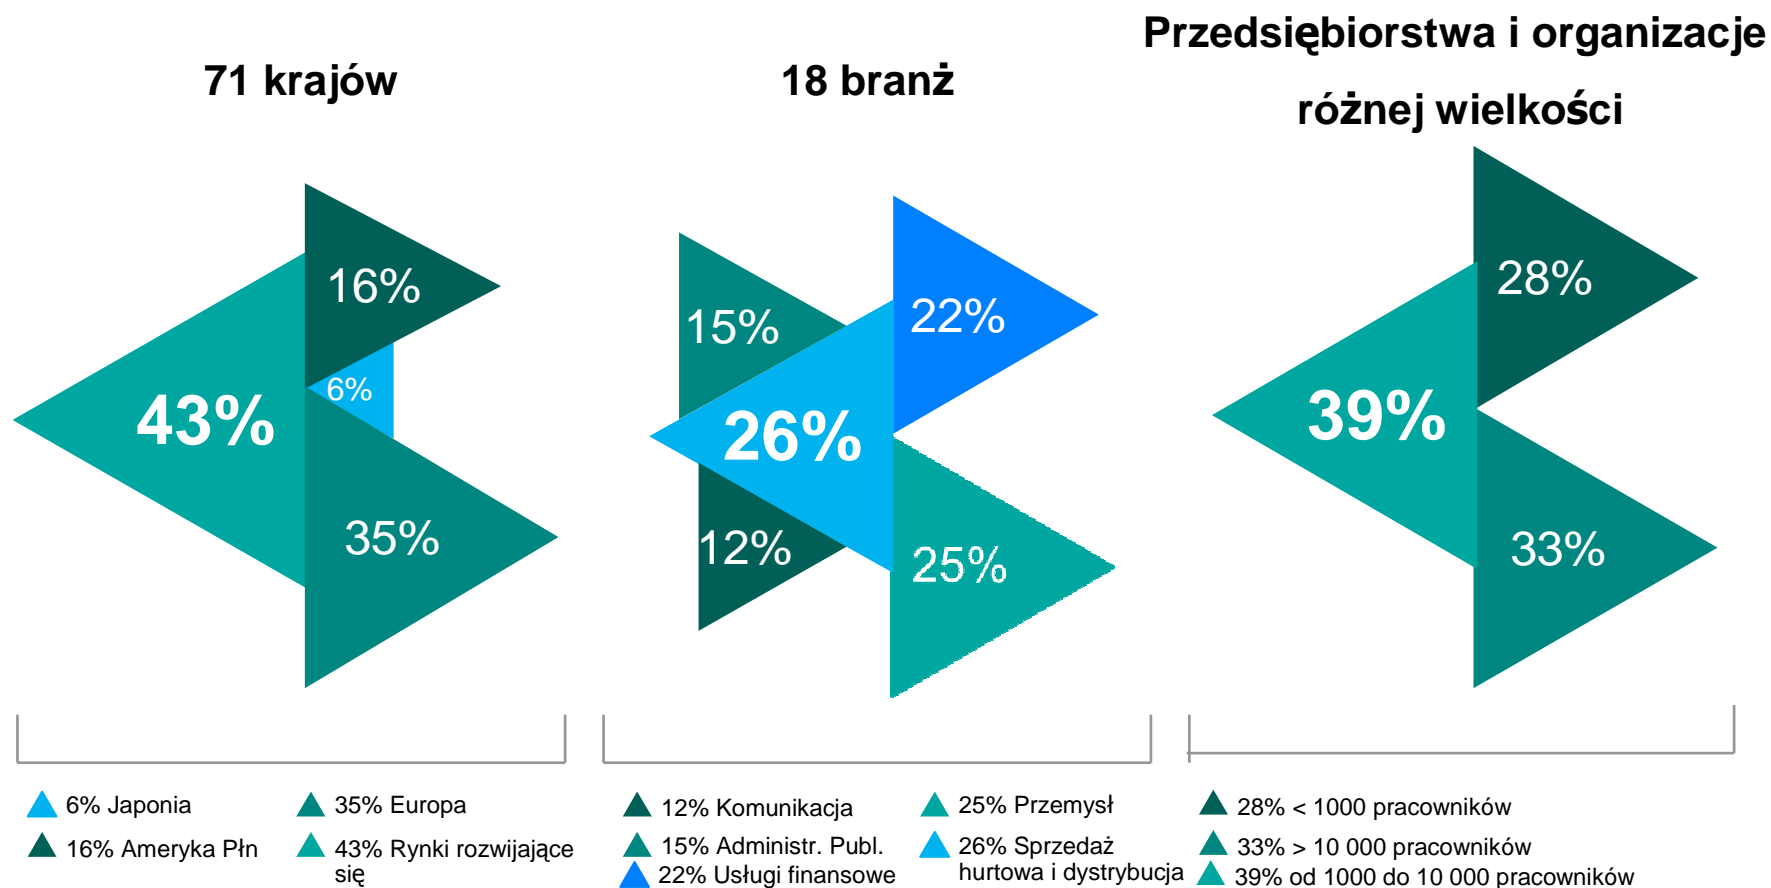 71 krajów
16%
6%
43%
35%
6% Japonia
35% Europa
16% Ameryka Płn
43% Rynki rozwijające
się
18 branż
22%
15%
26%
12%
25%
12% Komunikacja
25% Przemysł
15% Administr. Publ.
26% Sprzedaż
hurtowa i dystrybucja
22% Usługi finansowe
Przedsiębiorstwa i organizacje
różnej wielkości
28%
39%
33%
28% < 1000 pracowników
33% > 10 000 pracowników
39% od 1000 do 10 000 pracowników